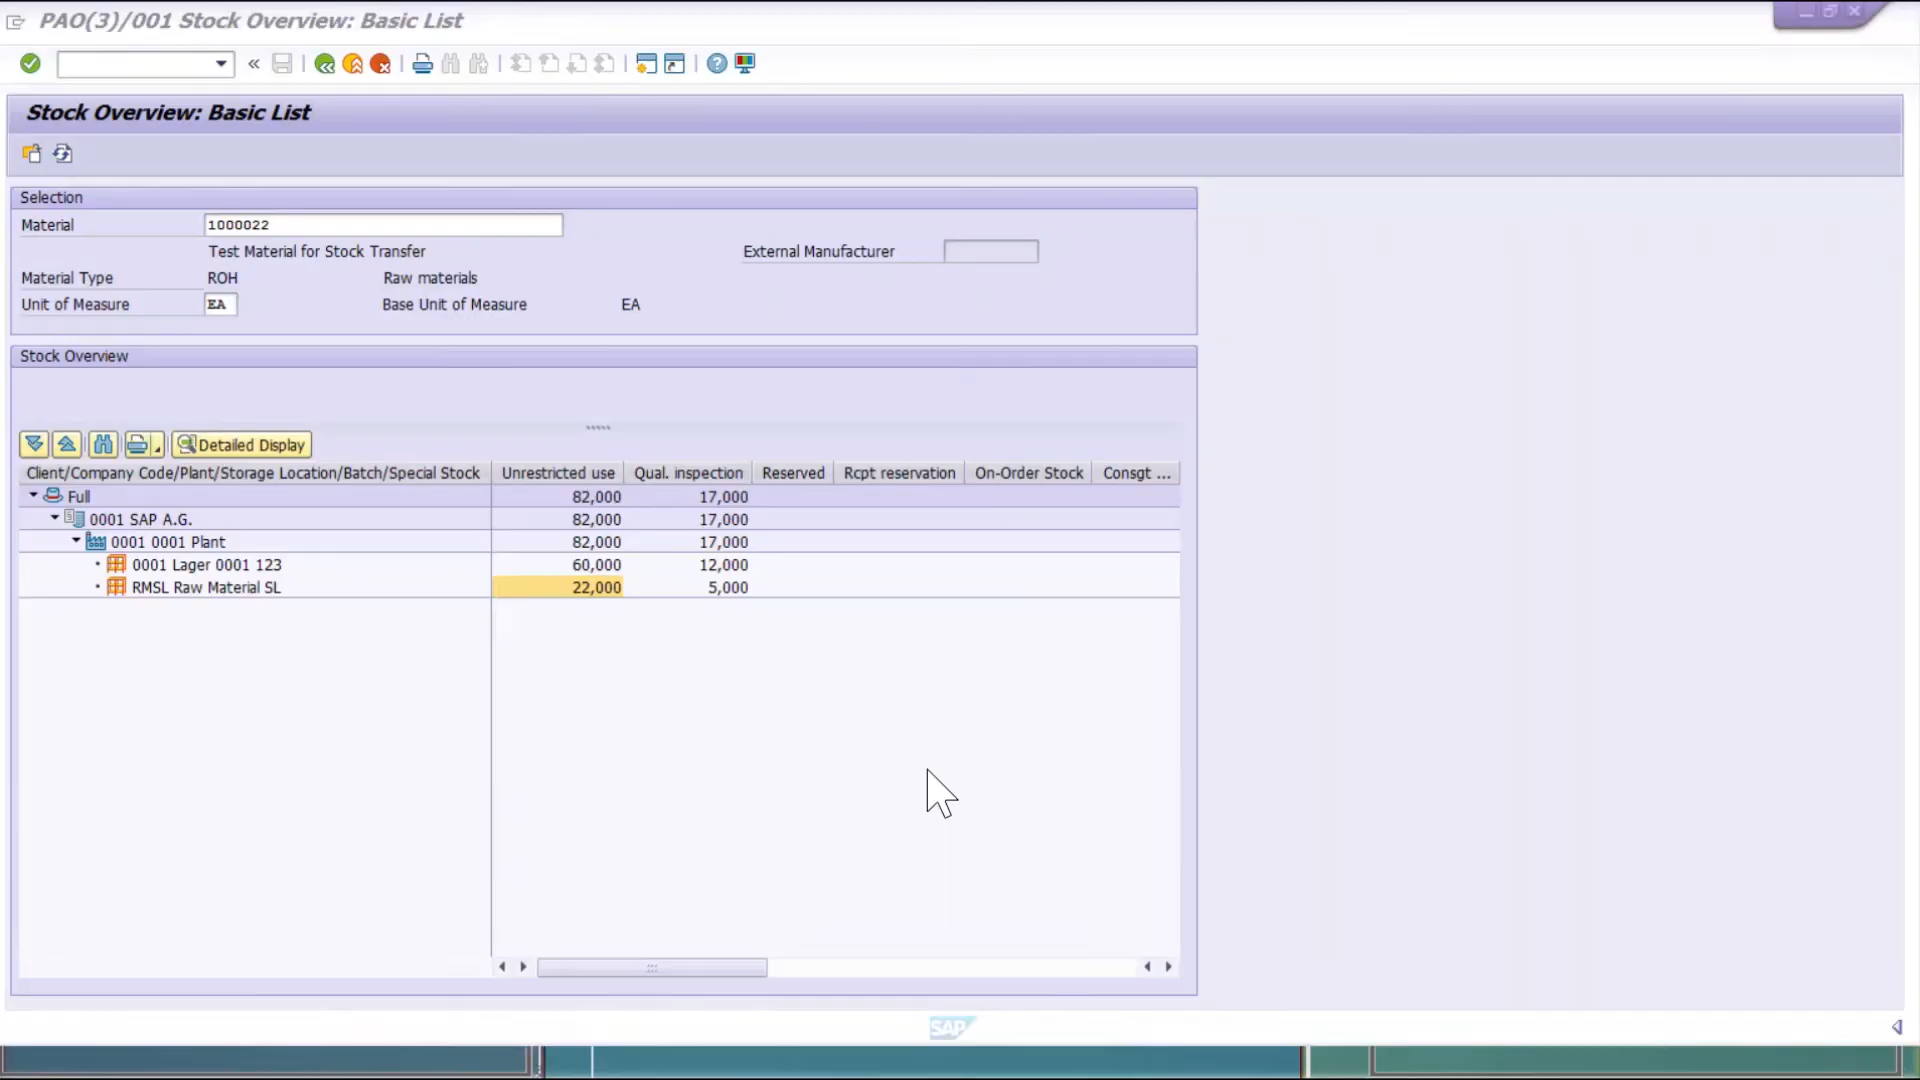 PAO(3)/001 Stock Overview: Basic List
Stock Overview: Basic List
Selection
Material 1000022
Test Material for Stock Transfer External Manufacturer
Material Type ROH Raw materials
Unit of Measure EA Base Unit of Measure EA
Stock Overview
Detailed Display
Client/Company Code/Plant/Storage Location/Batch/Special Stock Unrestricted use Qual. inspection Reserved Rcpt reservation On-Order Stock Consgt ...
Full 82,000 17,000
0001 SAP A.G. 82,000 17,000
0001 0001 Plant 82,000 17,000
0001 Lager 0001 123 60,000 12,000
RMSL Raw Material SL 22,000 5,000
SAP